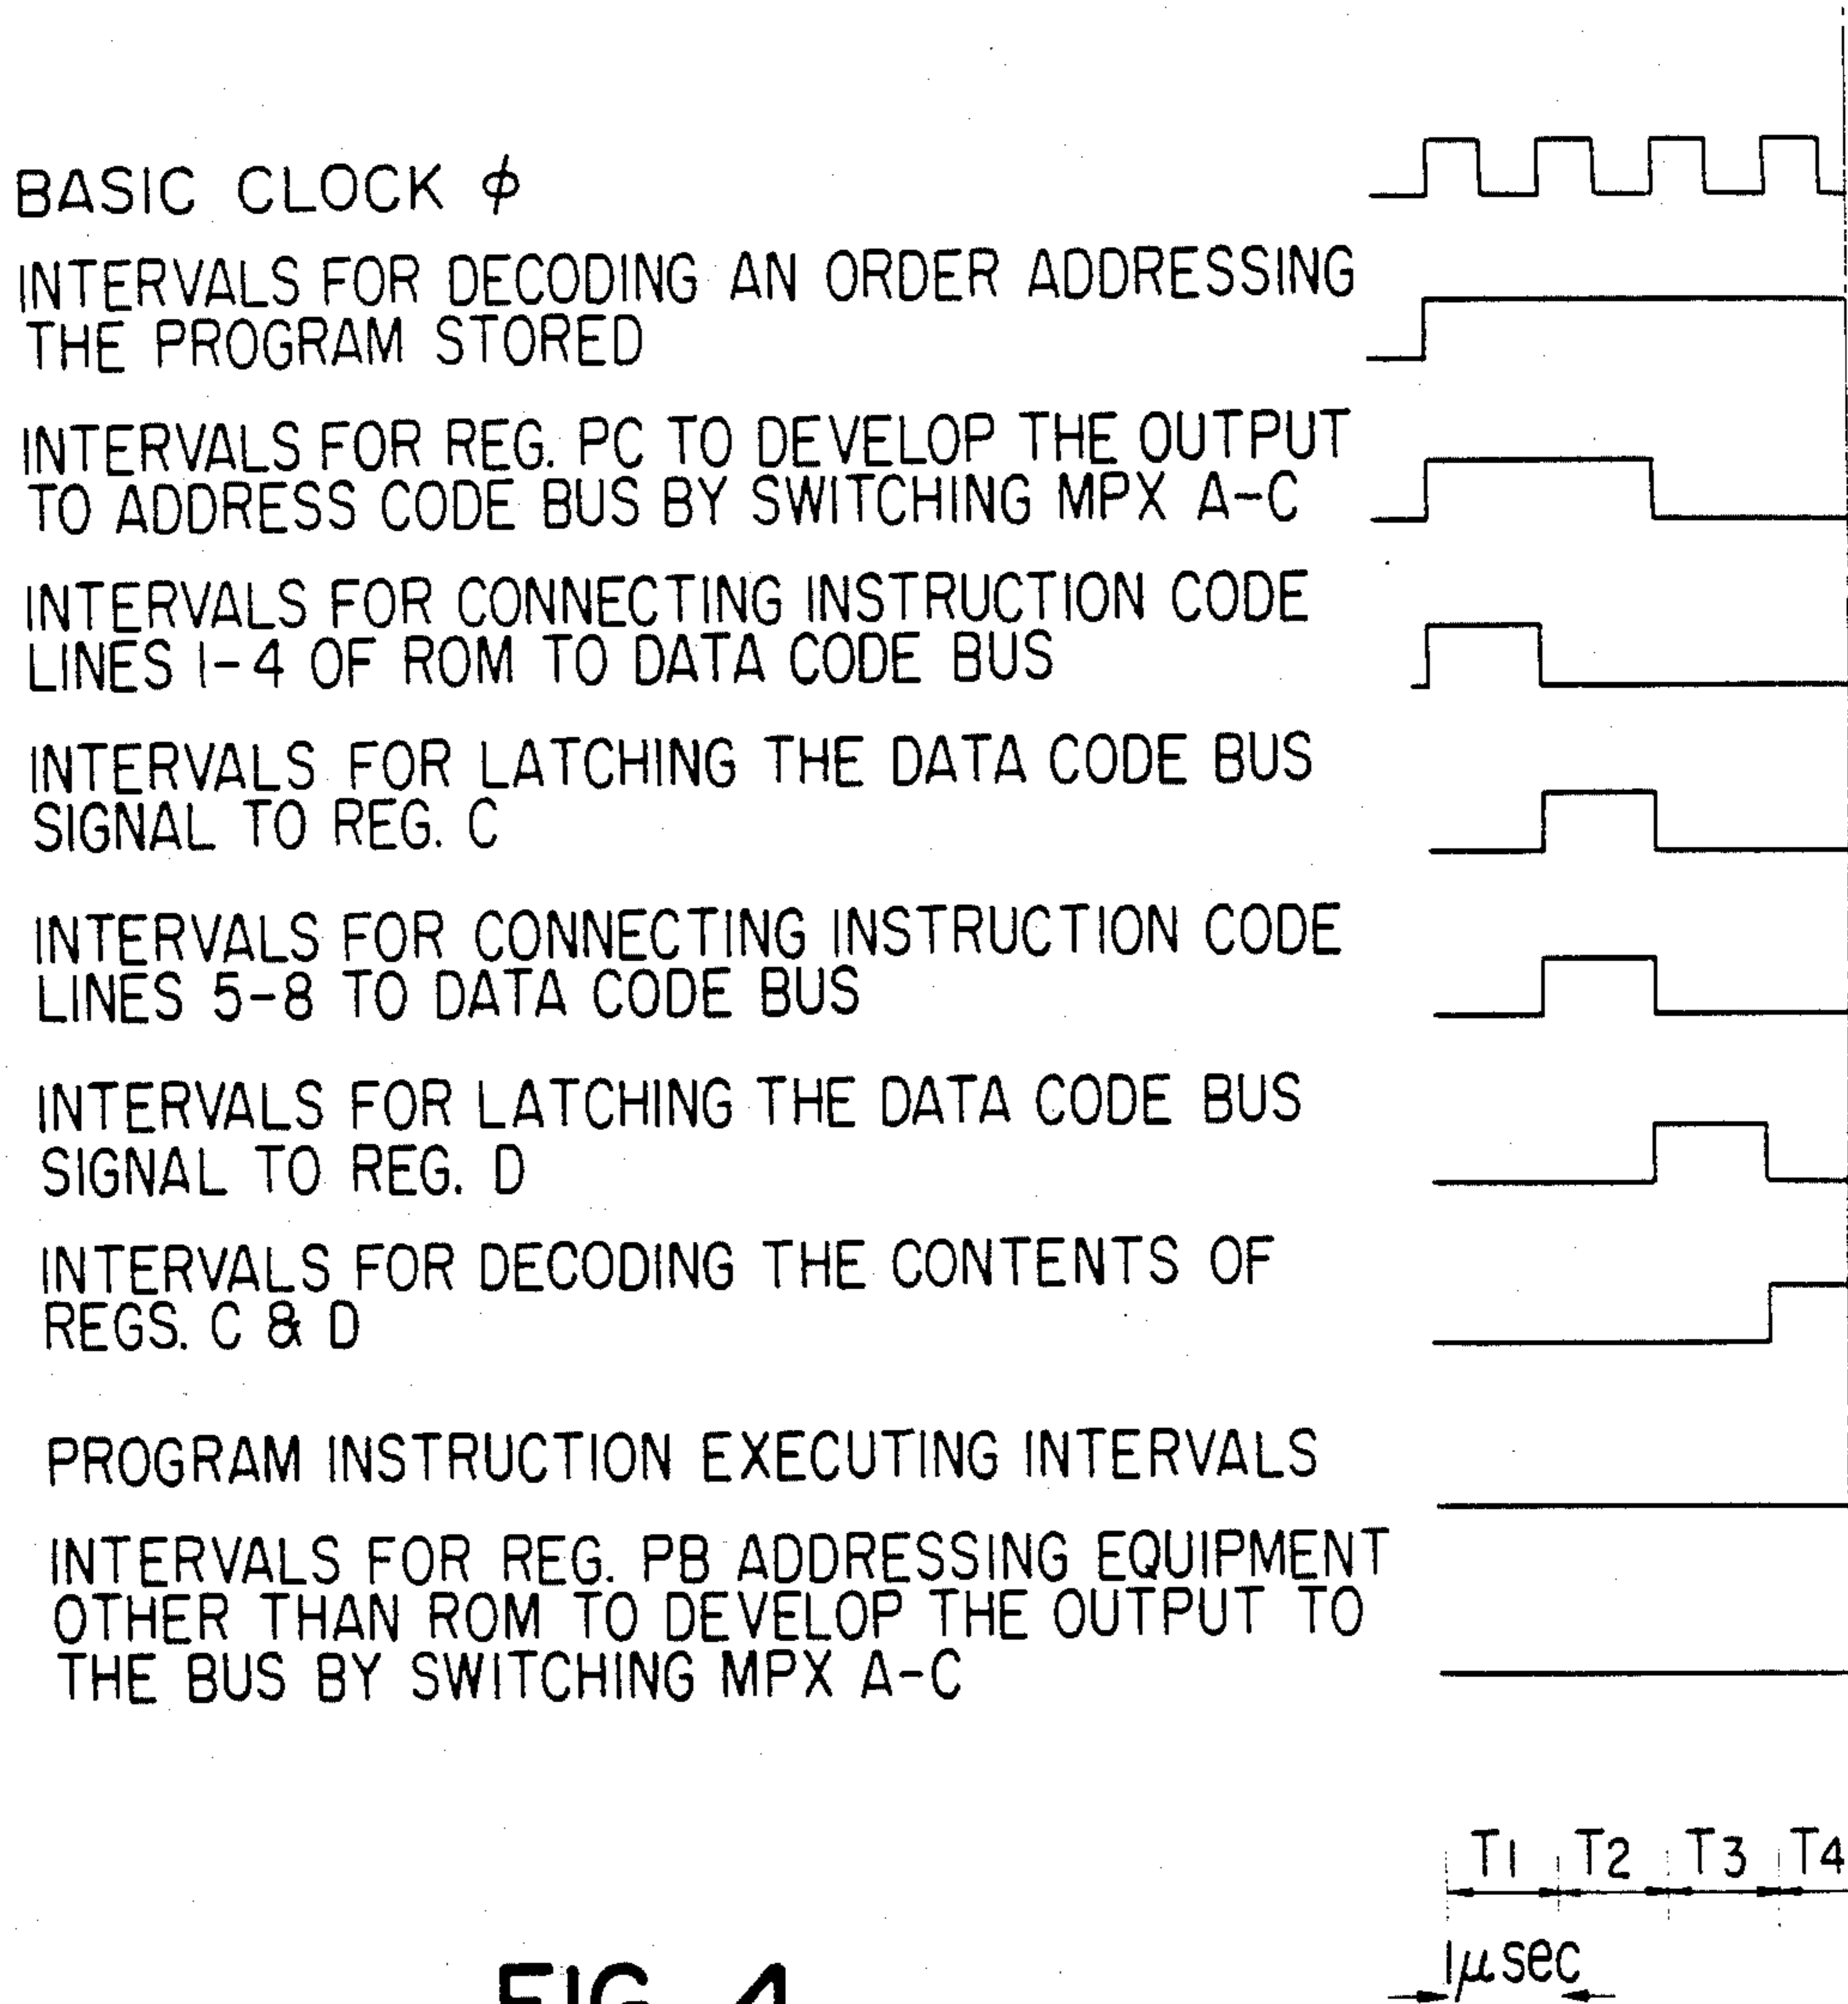 BASIC CLOCK ϕ
INTERVALS FOR DECODING AN ORDER ADDRESSING
THE PROGRAM STORED
INTERVALS FOR REG. PC TO DEVELOP THE OUTPUT
TO ADDRESS CODE BUS BY SWITCHING MPX A-C
INTERVALS FOR CONNECTING INSTRUCTION CODE
LINES 1-4 OF ROM TO DATA CODE BUS
INTERVALS FOR LATCHING THE DATA CODE BUS
SIGNAL TO REG. C
INTERVALS FOR CONNECTING INSTRUCTION CODE
LINES 5-8 TO DATA CODE BUS
INTERVALS FOR LATCHING THE DATA CODE BUS
SIGNAL TO REG. D
INTERVALS FOR DECODING THE CONTENTS OF
REGS. C & D
PROGRAM INSTRUCTION EXECUTING INTERVALS
INTERVALS FOR REG. PB ADDRESSING EQUIPMENT
OTHER THAN ROM TO DEVELOP THE OUTPUT TO
THE BUS BY SWITCHING MPX A-C
T1 T2 T3 T4
1μsec
FIG. 4